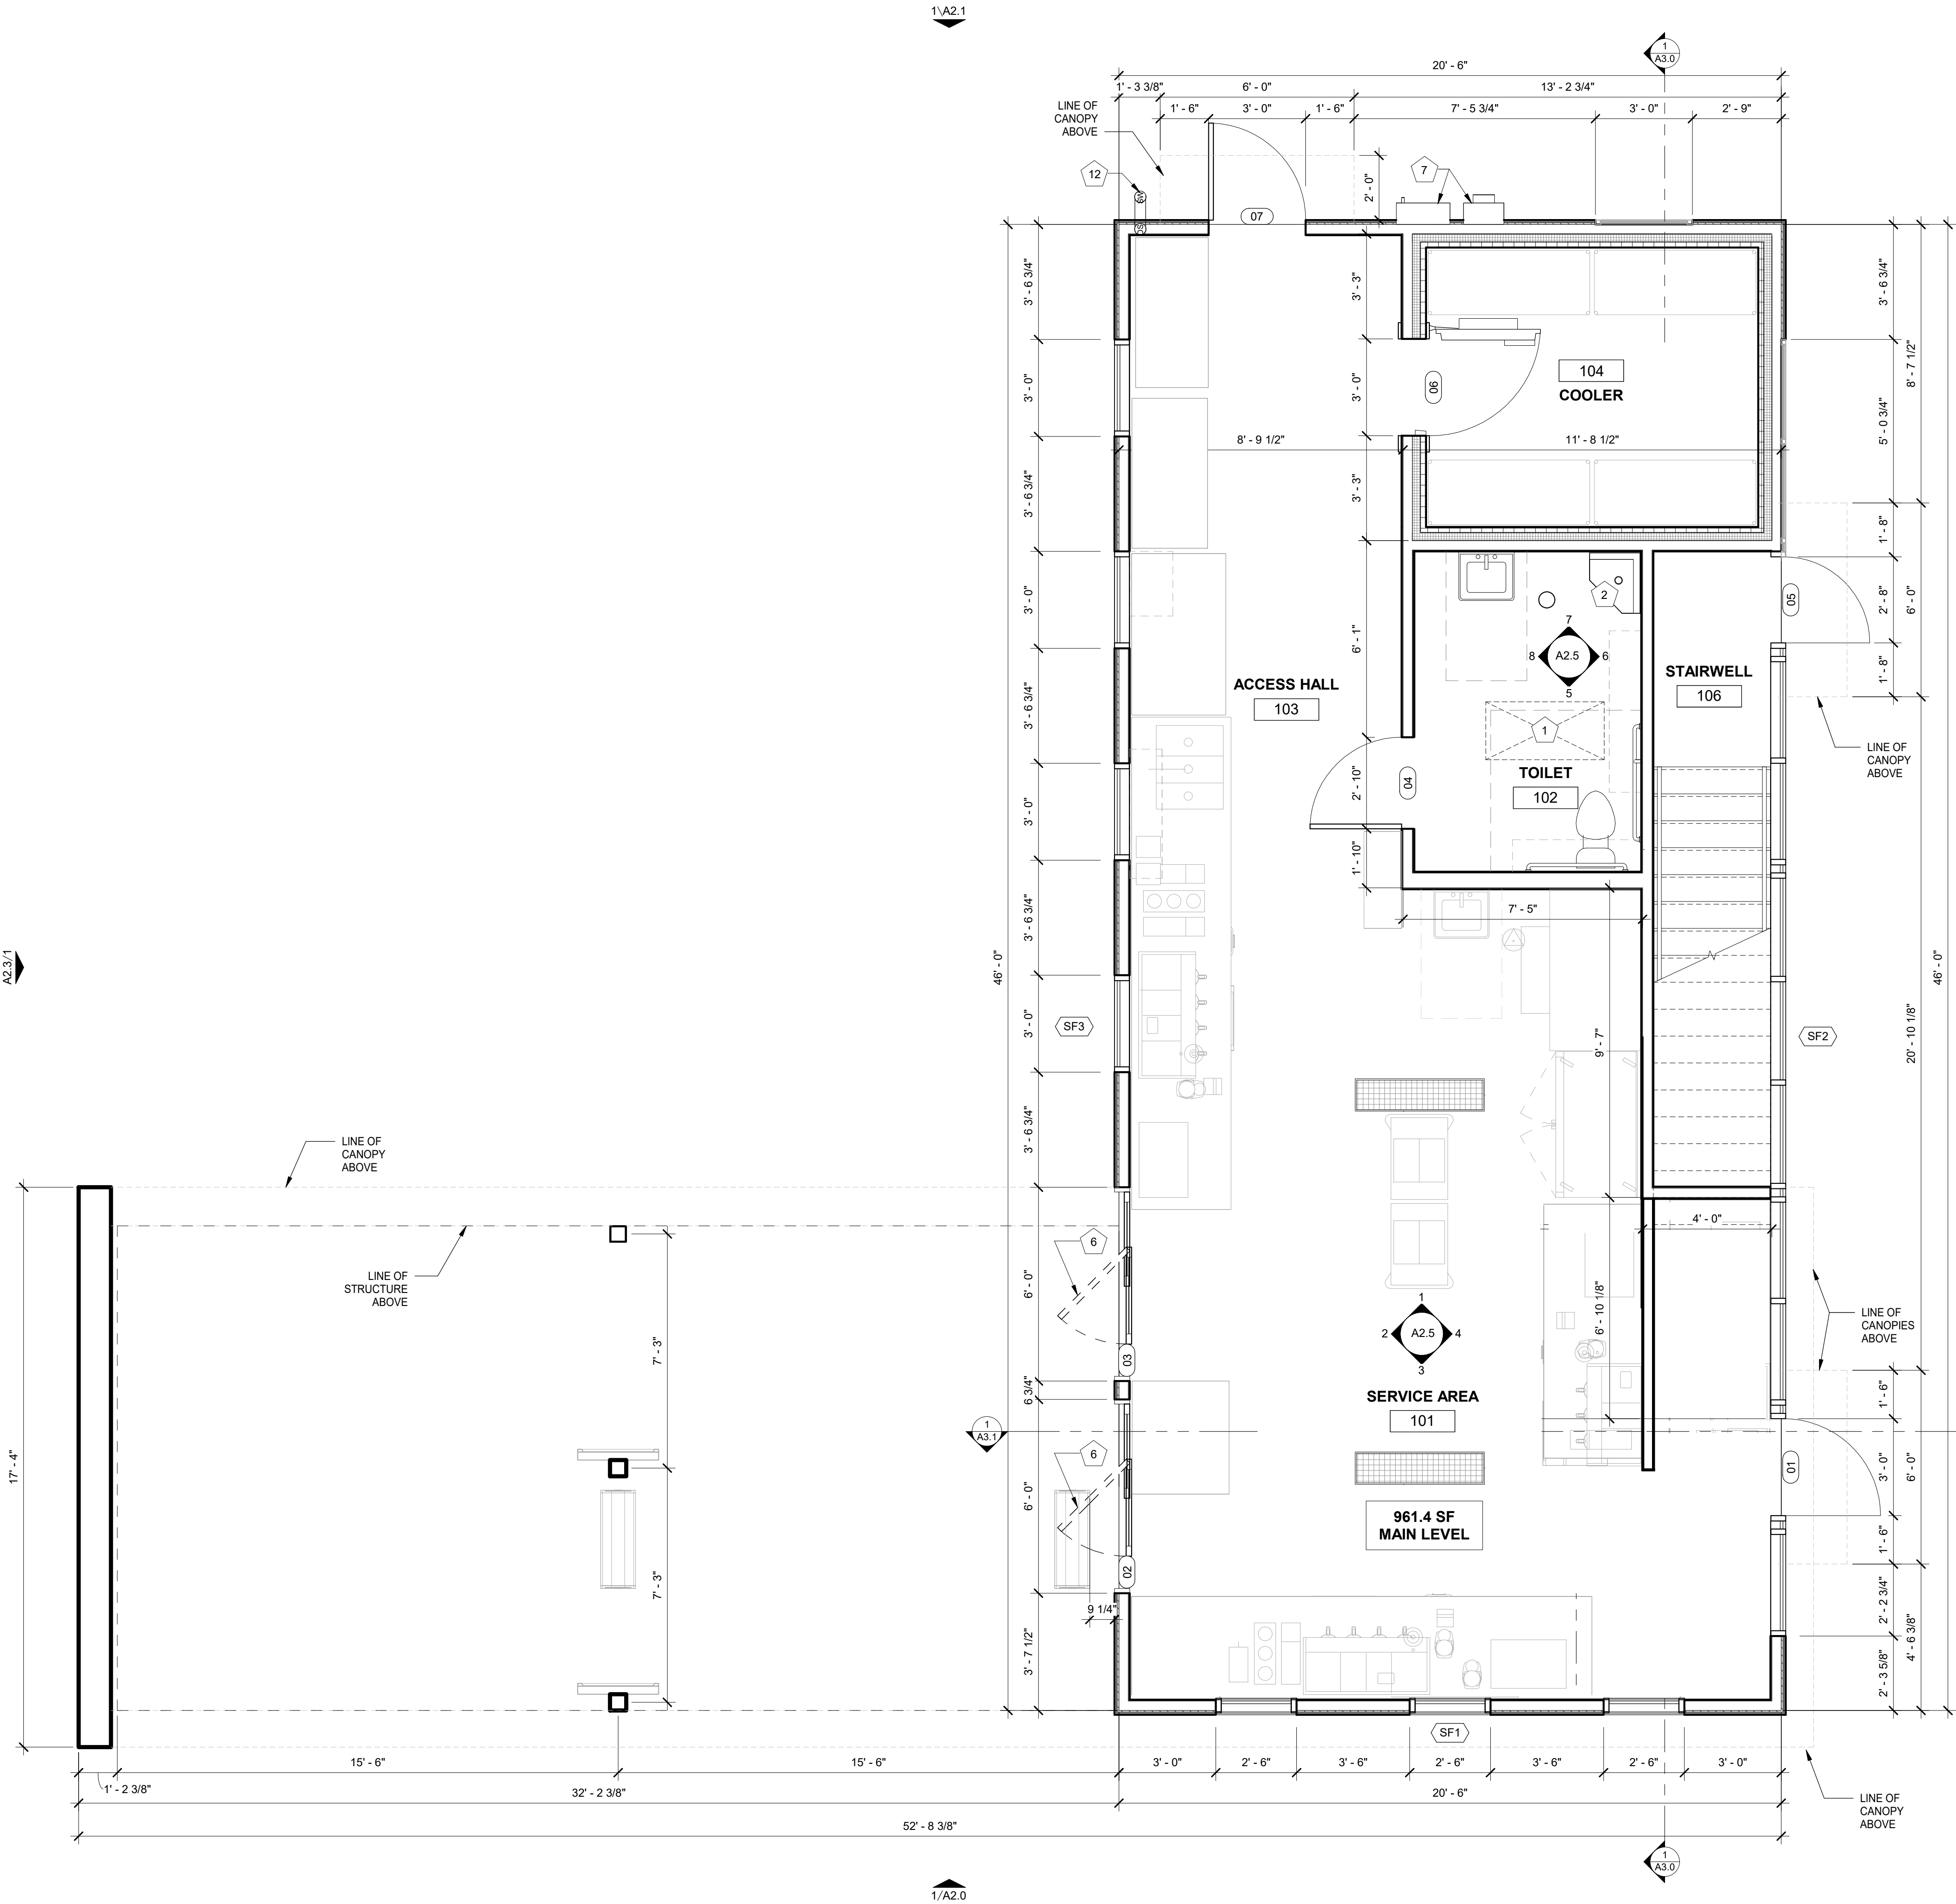 1\A2.1
1
A3.0
20' - 6"
1' - 3 3/8"
6' - 0"
13' - 2 3/4"
LINE OF
CANOPY
ABOVE
1' - 6"
3' - 0"
1' - 6"
7' - 5 3/4"
3' - 0"
2' - 9"
12
7
2' - 0"
07
3' - 6 3/4"
3' - 0"
3' - 6 3/4"
3' - 0"
3' - 6 3/4"
3' - 0"
3' - 6 3/4"
3' - 0"
3' - 6 3/4"
6' - 0"
6 3/4"
6' - 0"
3' - 7 1/2"
46' - 0"
3' - 3"
3' - 0"
3' - 3"
6' - 1"
2' - 10"
1' - 10"
06
104
COOLER
8' - 9 1/2"
11' - 8 1/2"
3' - 6 3/4"
5' - 0 3/4"
1' - 8"
2' - 8"
1' - 8"
8' - 7 1/2"
6' - 0"
20' - 10 1/8"
46' - 0"
05
2
7
8
A2.5
6
5
STAIRWELL
106
ACCESS HALL
103
1
TOILET
102
04
LINE OF
CANOPY
ABOVE
7' - 5"
A2.3/1
SF3
SF2
9' - 7"
LINE OF
CANOPY
ABOVE
4' - 0"
LINE OF
STRUCTURE
ABOVE
6
7' - 3"
6' - 10 1/8"
1
2
A2.5
4
3
LINE OF
CANOPIES
ABOVE
03
SERVICE AREA
101
1
A3.1
6
17' - 4"
1' - 6"
3' - 0"
1' - 6"
6' - 0"
01
961.4 SF
MAIN LEVEL
02
7' - 3"
9 1/4"
2' - 2 3/4"
2' - 3 5/8"
4' - 6 3/8"
SF1
15' - 6"
15' - 6"
3' - 0"
2' - 6"
3' - 6"
2' - 6"
3' - 6"
2' - 6"
3' - 0"
1' - 2 3/8"
32' - 2 3/8"
20' - 6"
LINE OF
CANOPY
ABOVE
52' - 8 3/8"
1
A3.0
1/A2.0